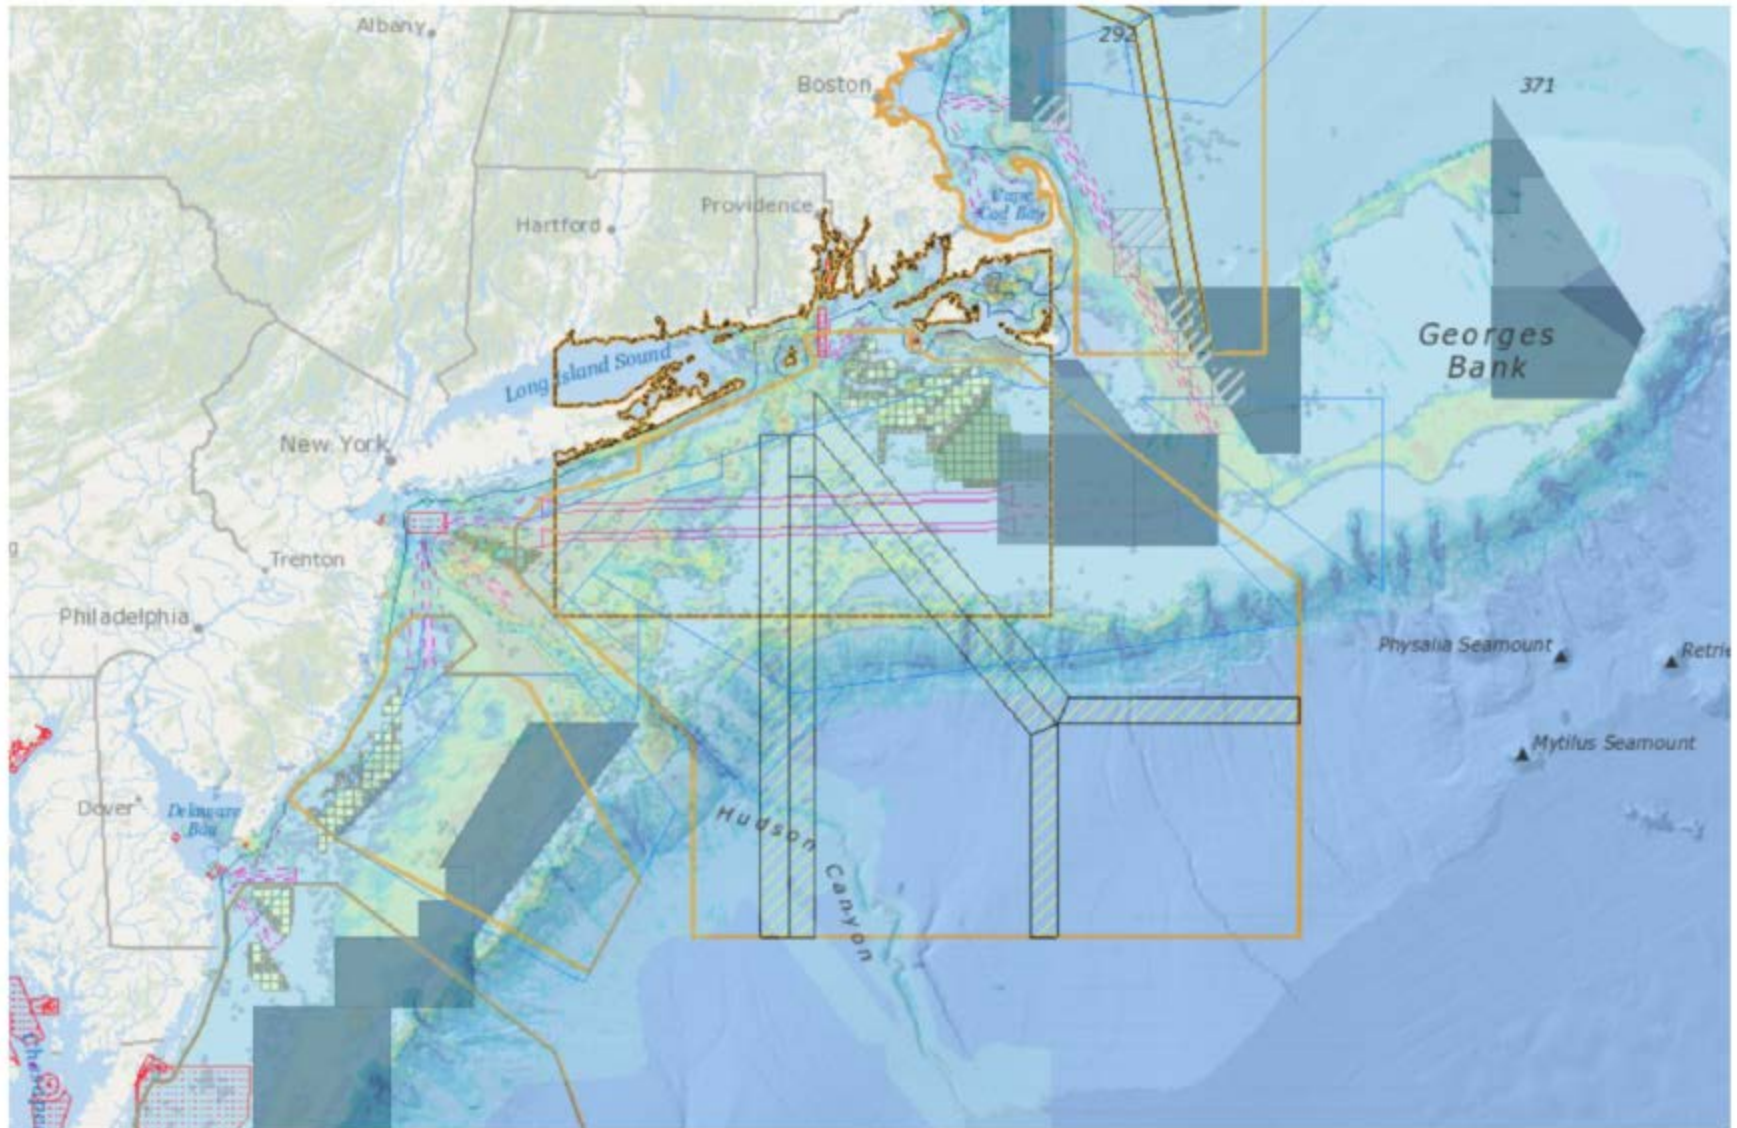 Albany
292
Boston
371
Cod Bay
Providence
Hartford
Georges
Bank
Long Island Sound
New York
g
Trenton
Philadelphia
Physalia Seamount
Retrie
Mytilus Seamount
Dover
Delaware
Bay
Hudson Canyon